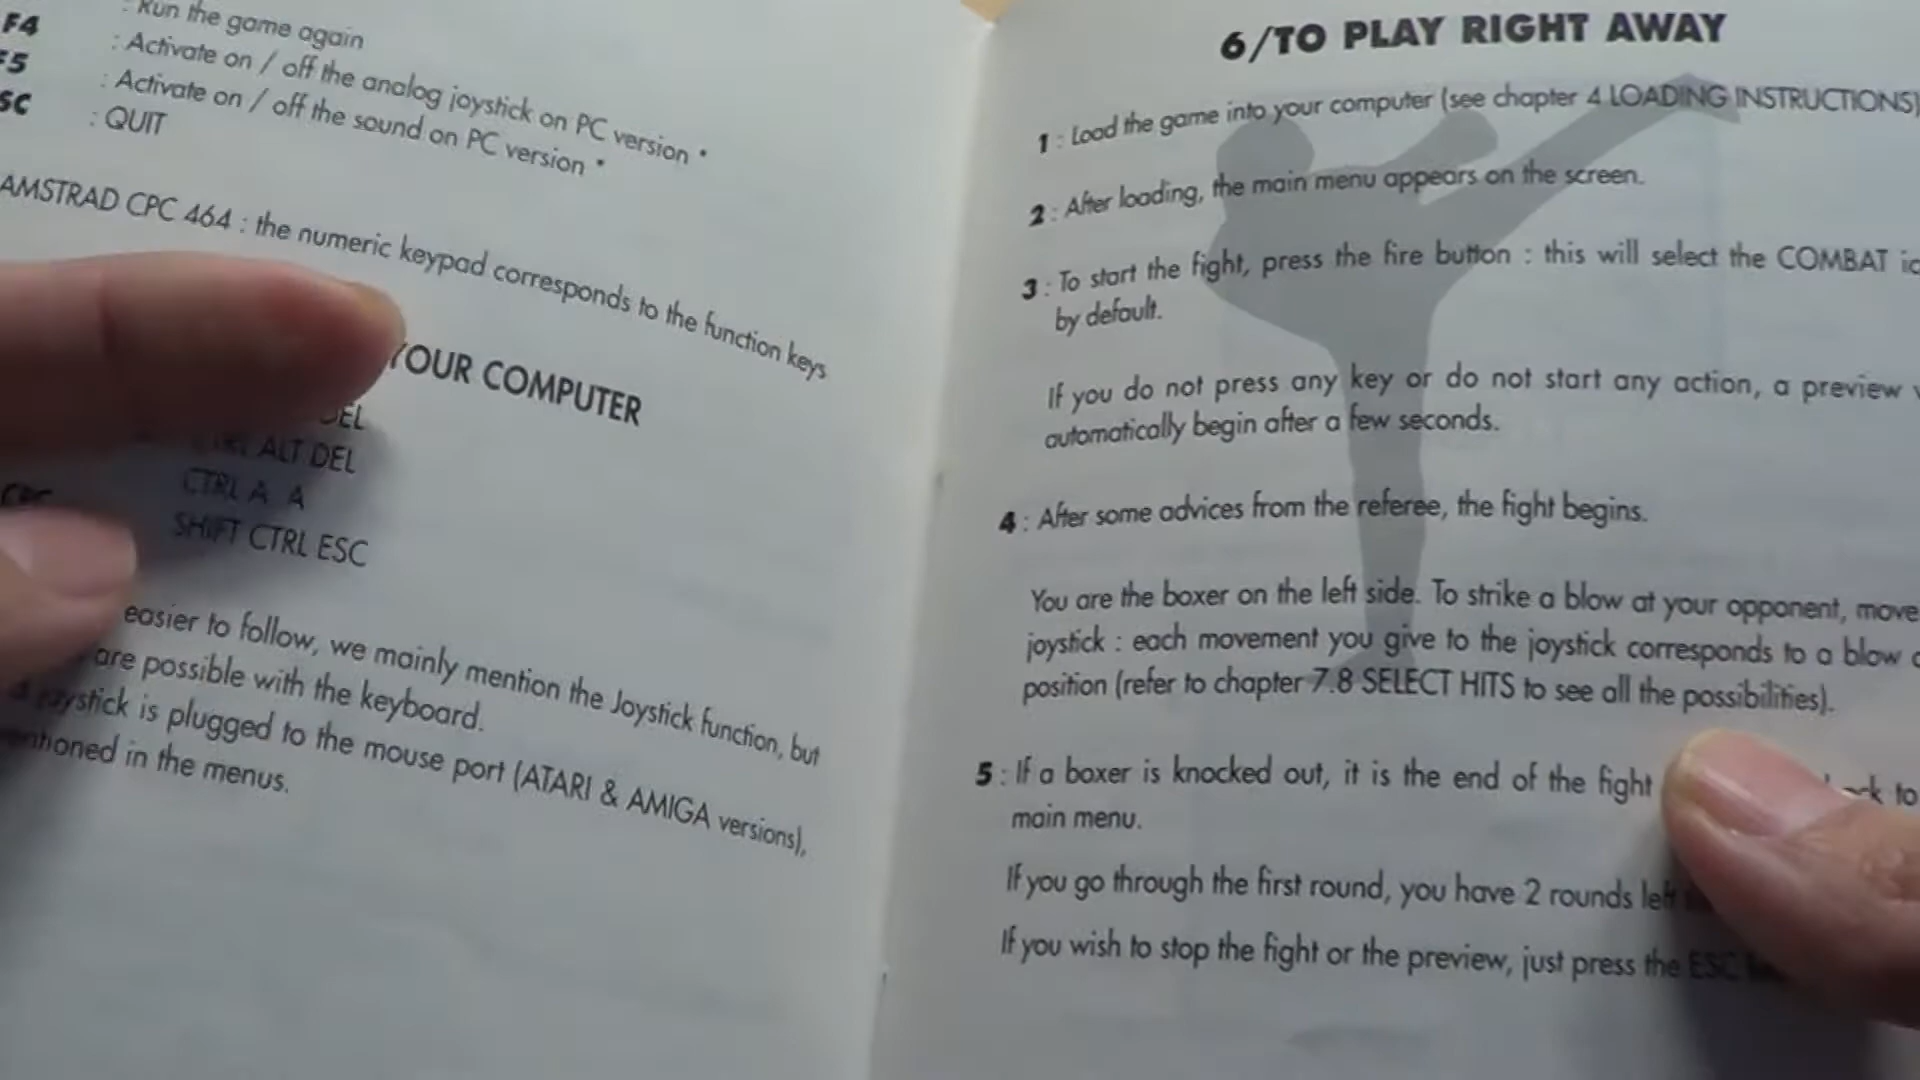 : Run the game again
F4 : Activate on / off the analog joystick on PC version *
F5 : Activate on / off the sound on PC version *
SC : QUIT
AMSTRAD CPC 464 : the numeric keypad corresponds to the function keys
YOUR COMPUTER
DEL
CTRL ALT DEL
CTRL A A
CPC SHIFT CTRL ESC
easier to follow, we mainly mention the Joystick function, but
are possible with the keyboard.
joystick is plugged to the mouse port (ATARI & AMIGA versions),
in the menus.
6/TO PLAY RIGHT AWAY
1 : Load the game into your computer (see chapter 4 LOADING INSTRUCTIONS)
2 : After loading, the main menu appears on the screen.
3 : To start the fight, press the fire button : this will select the COMBAT ic
by default.
If you do not press any key or do not start any action, a preview
automatically begin after a few seconds.
4 : After some advices from the referee, the fight begins.
You are the boxer on the left side. To strike a blow at your opponent, move
joystick : each movement you give to the joystick corresponds to a blow
position (refer to chapter 7.8 SELECT HITS to see all the possibilities).
5 : If a boxer is knocked out, it is the end of the fight to
main menu.
If you go through the first round, you have 2 rounds left
If you wish to stop the fight or the preview, just press the ESC